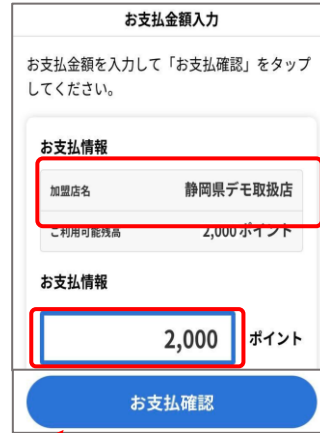 お支払金額入力
お支払金額を入力して「お支払確認」をタップ
してください。
お支払情報
加盟店名 静岡県デモ取扱店
ご利用可能残高 2,000ポイント
お支払情報
2,000 ポイント
お支払確認